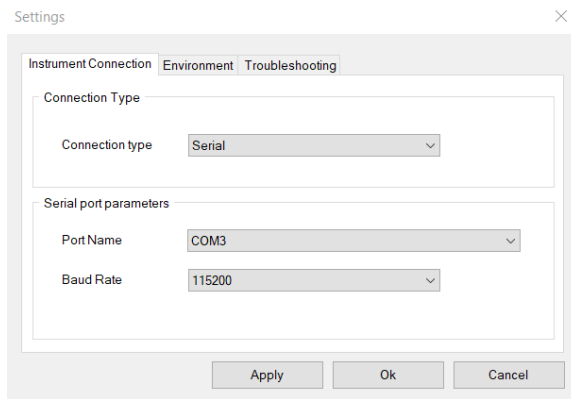 Settings
Instrument Connection Environment Troubleshooting
Connection Type
Connection type Serial
Serial port parameters
Port Name COM3
Baud Rate 115200
Apply Ok Cancel